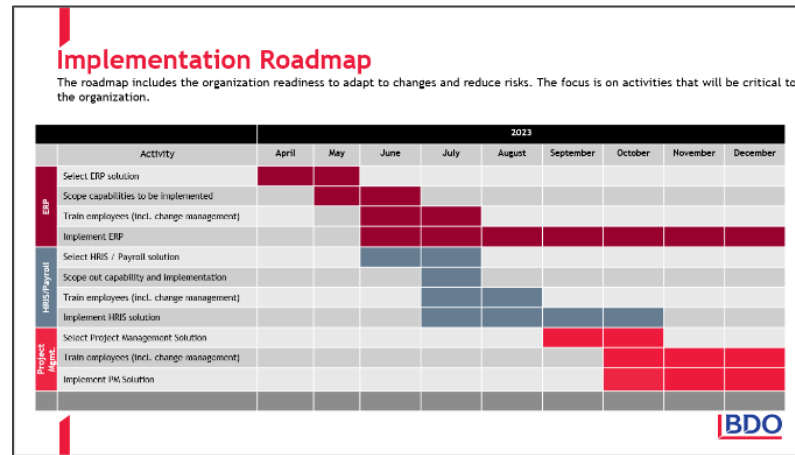 Implementation Roadmap
The roadmap includes the organization readiness to adapt to changes and reduce risks. The focus is on activities that will be critical to
the organization.
2023
Activity April May June July August September October November December
ERP
Select ERP solution
Scope capabilities to be implemented
Train employees (incl. change management)
Implement ERP
HRIS/Payroll
Select HRIS / Payroll solution
Scope out capability and implementation
Train employees (incl. change management)
Implement HRIS solution
Project
Mgmt.
Select Project Management Solution
Train employees (incl. change management)
Implement PM Solution
BDO